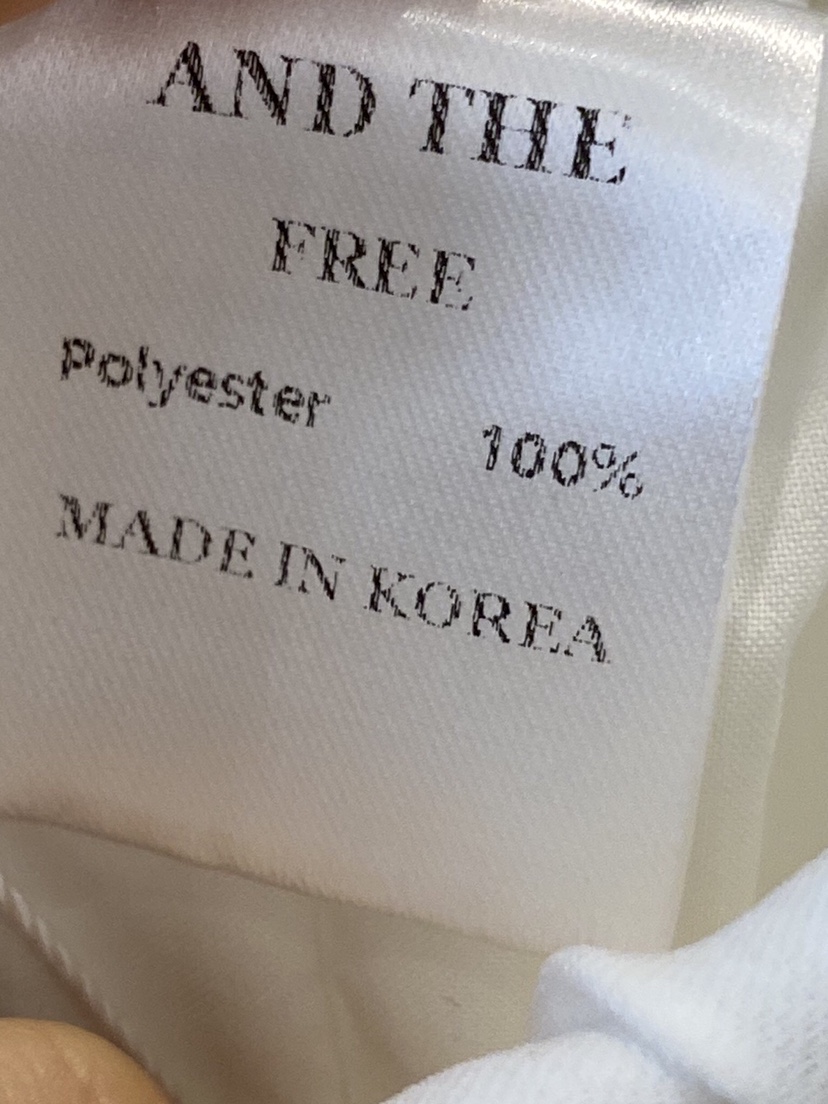 AND THE
FREE
Polyester 100%
MADE IN KOREA